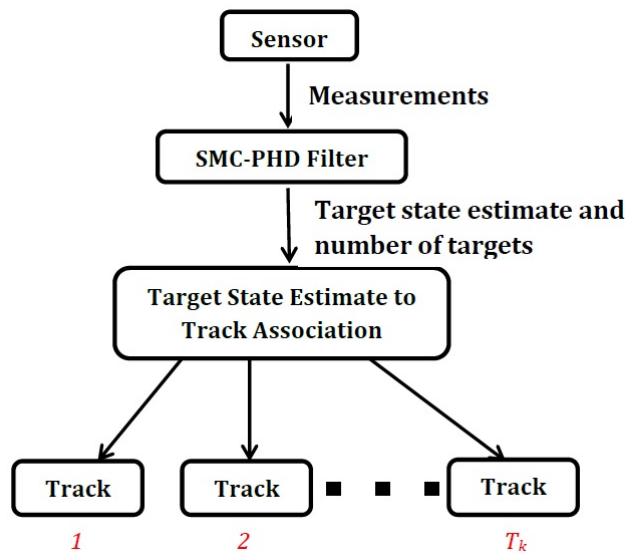 Sensor
Measurements
SMC-PHD Filter
Target state estimate and
number of targets
Target State Estimate to
Track Association
Track Track Track
1 2 T_k